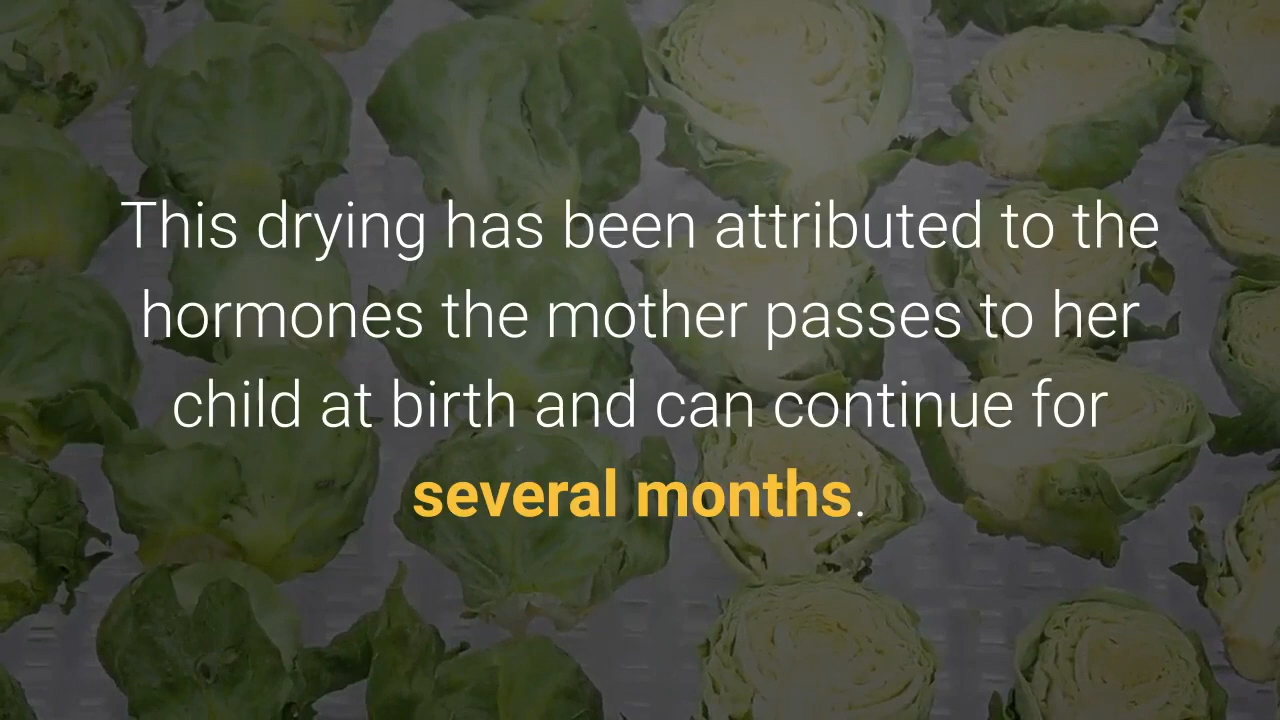 This drying has been attributed to the
hormones the mother passes to her
child at birth and can continue for
several months.